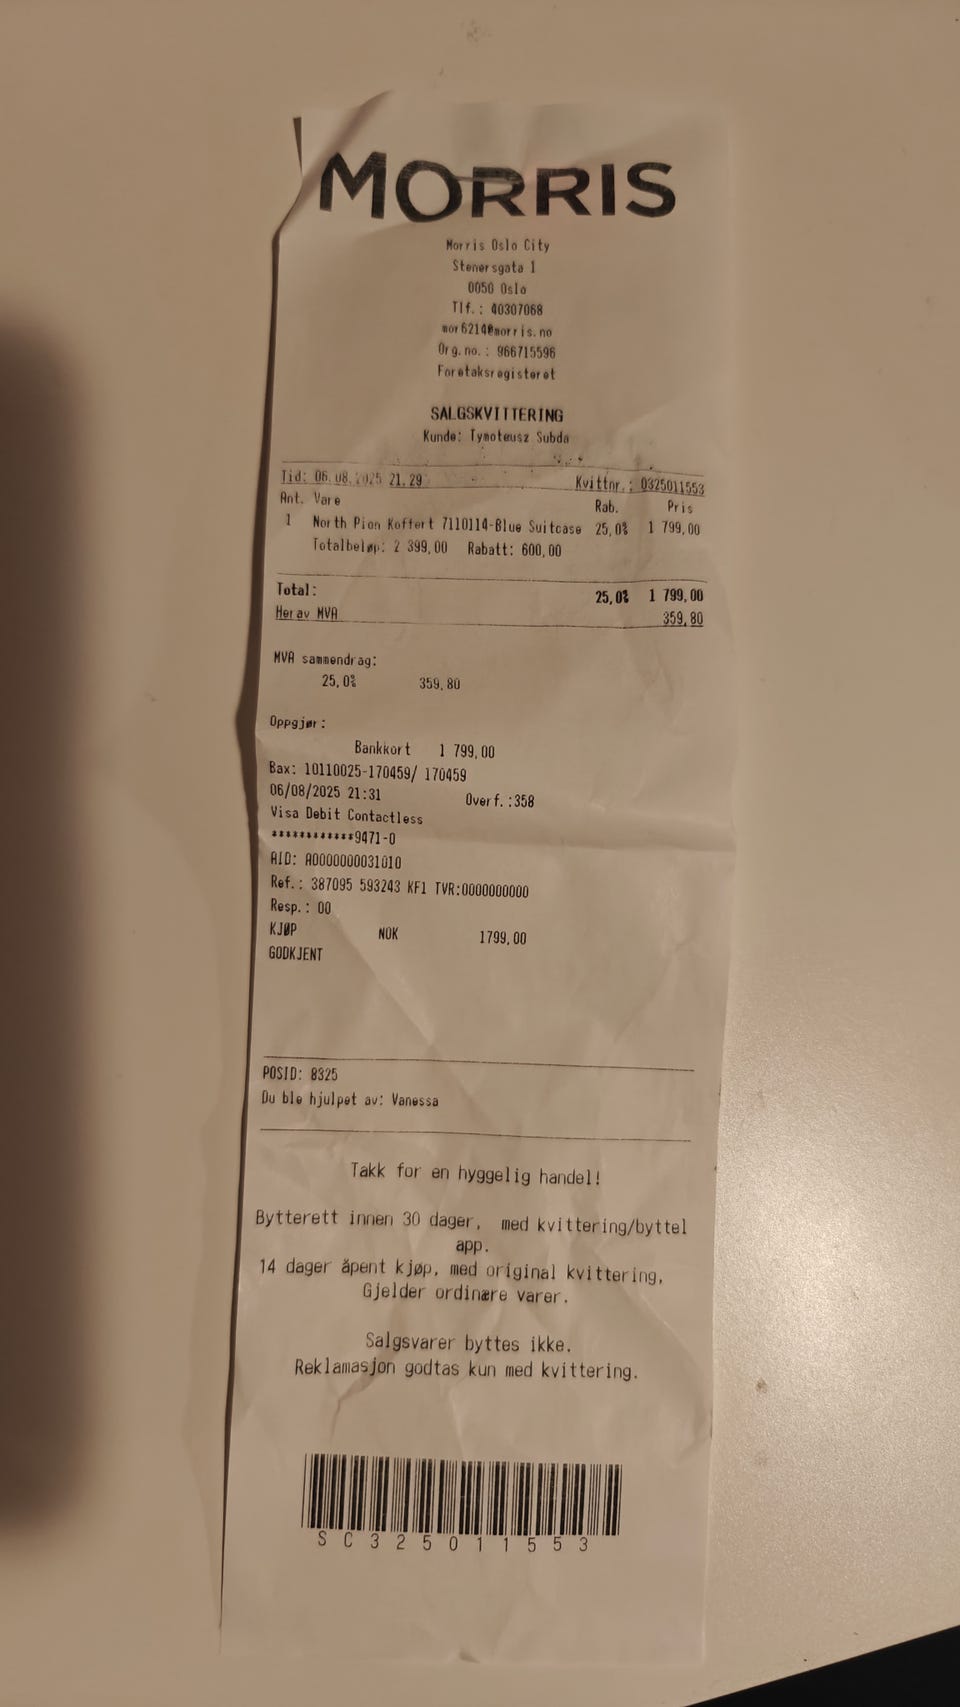 MORRIS
Morris Oslo City
Stenersgata 1
0050 Oslo
Tlf.: 40307068
mor6214@morris.no
Org.no.: 966715596
Foretaksregisteret
SALGSKVITTERING
Kunde: Tymoteusz Subda
Tid: 06.08.2025 21.29 Kvittnr.: 0325011553
Ant. Vare Rab. Pris
1 North Pion Koffert 7110114-Blue Suitcase 25,0% 1 799,00
Totalbeløp: 2 399,00 Rabatt: 600,00
Total: 25,0% 1 799,00
Herav MVA 359,80
MVA sammendrag:
25,0% 359,80
Oppgjør:
Bankkort 1 799,00
Bax: 10110025-170459/ 170459
06/08/2025 21:31 Overf.:358
Visa Debit Contactless
************9471-0
AID: A0000000031010
Ref.: 387095 593243 KF1 TVR:0000000000
Resp.: 00
KJØP NOK 1799,00
GODKJENT
POSID: 8325
Du ble hjulpet av: Vanessa
Takk for en hyggelig handel!
Bytterett innen 30 dager, med kvittering/byttel
app.
14 dager åpent kjøp, med original kvittering,
Gjelder ordinære varer.
Salgsvarer byttes ikke.
Reklamasjon godtas kun med kvittering.
SC325011553